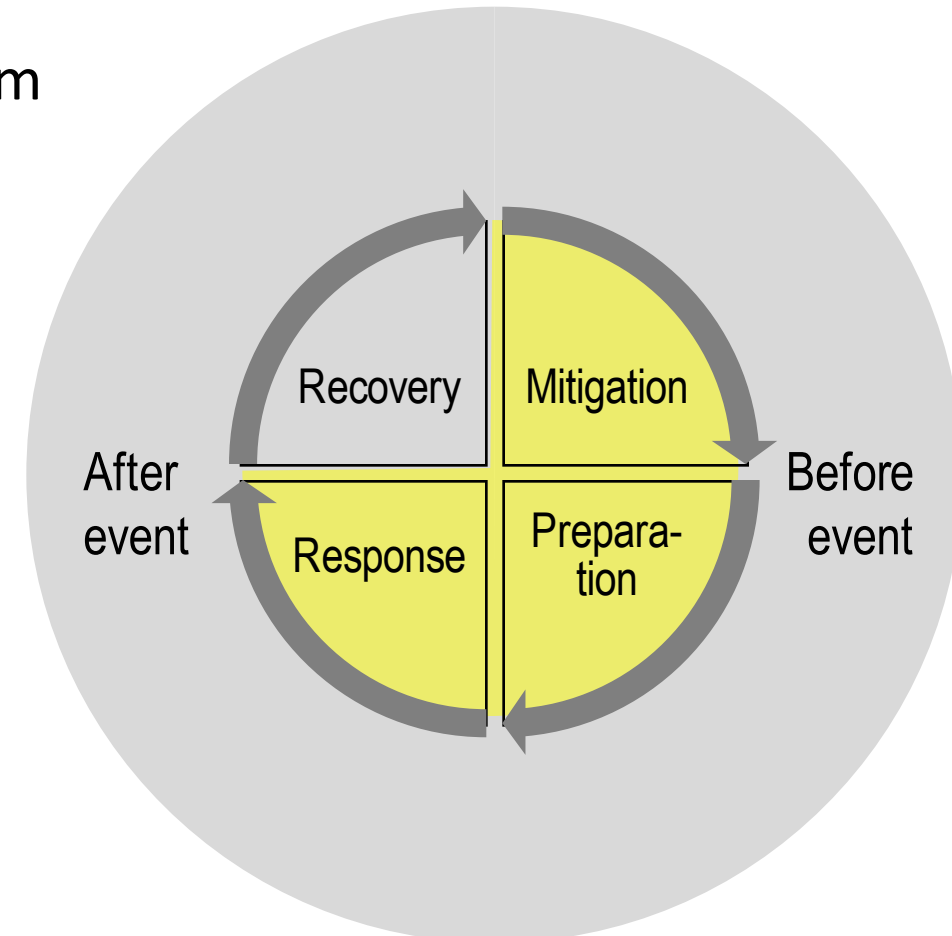 m
Recovery
Mitigation
After
event
Before
event
Response
Prepara-
tion